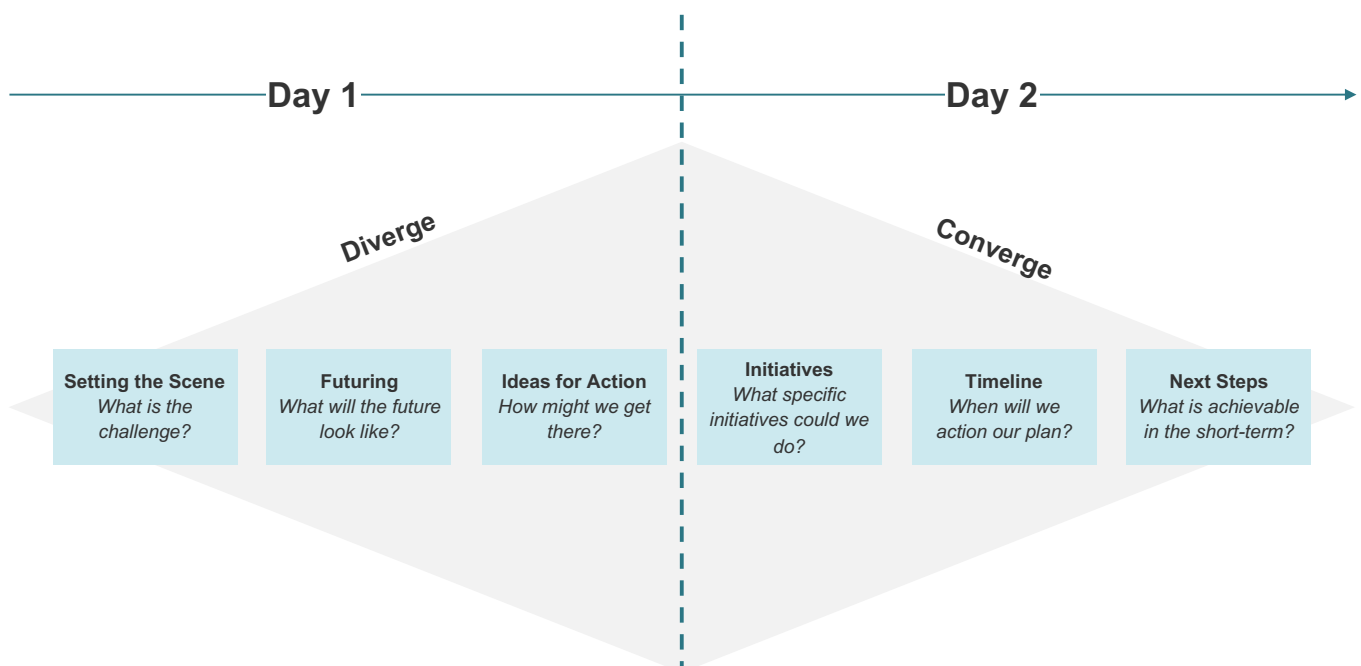 Day 1
Day 2
Diverge
Converge
Setting the Scene
What is the
challenge?
Futuring
What will the future
look like?
Ideas for Action
How might we get
there?
Initiatives
What specific
initiatives could we
do?
Timeline
When will we
action our plan?
Next Steps
What is achievable
in the short-term?